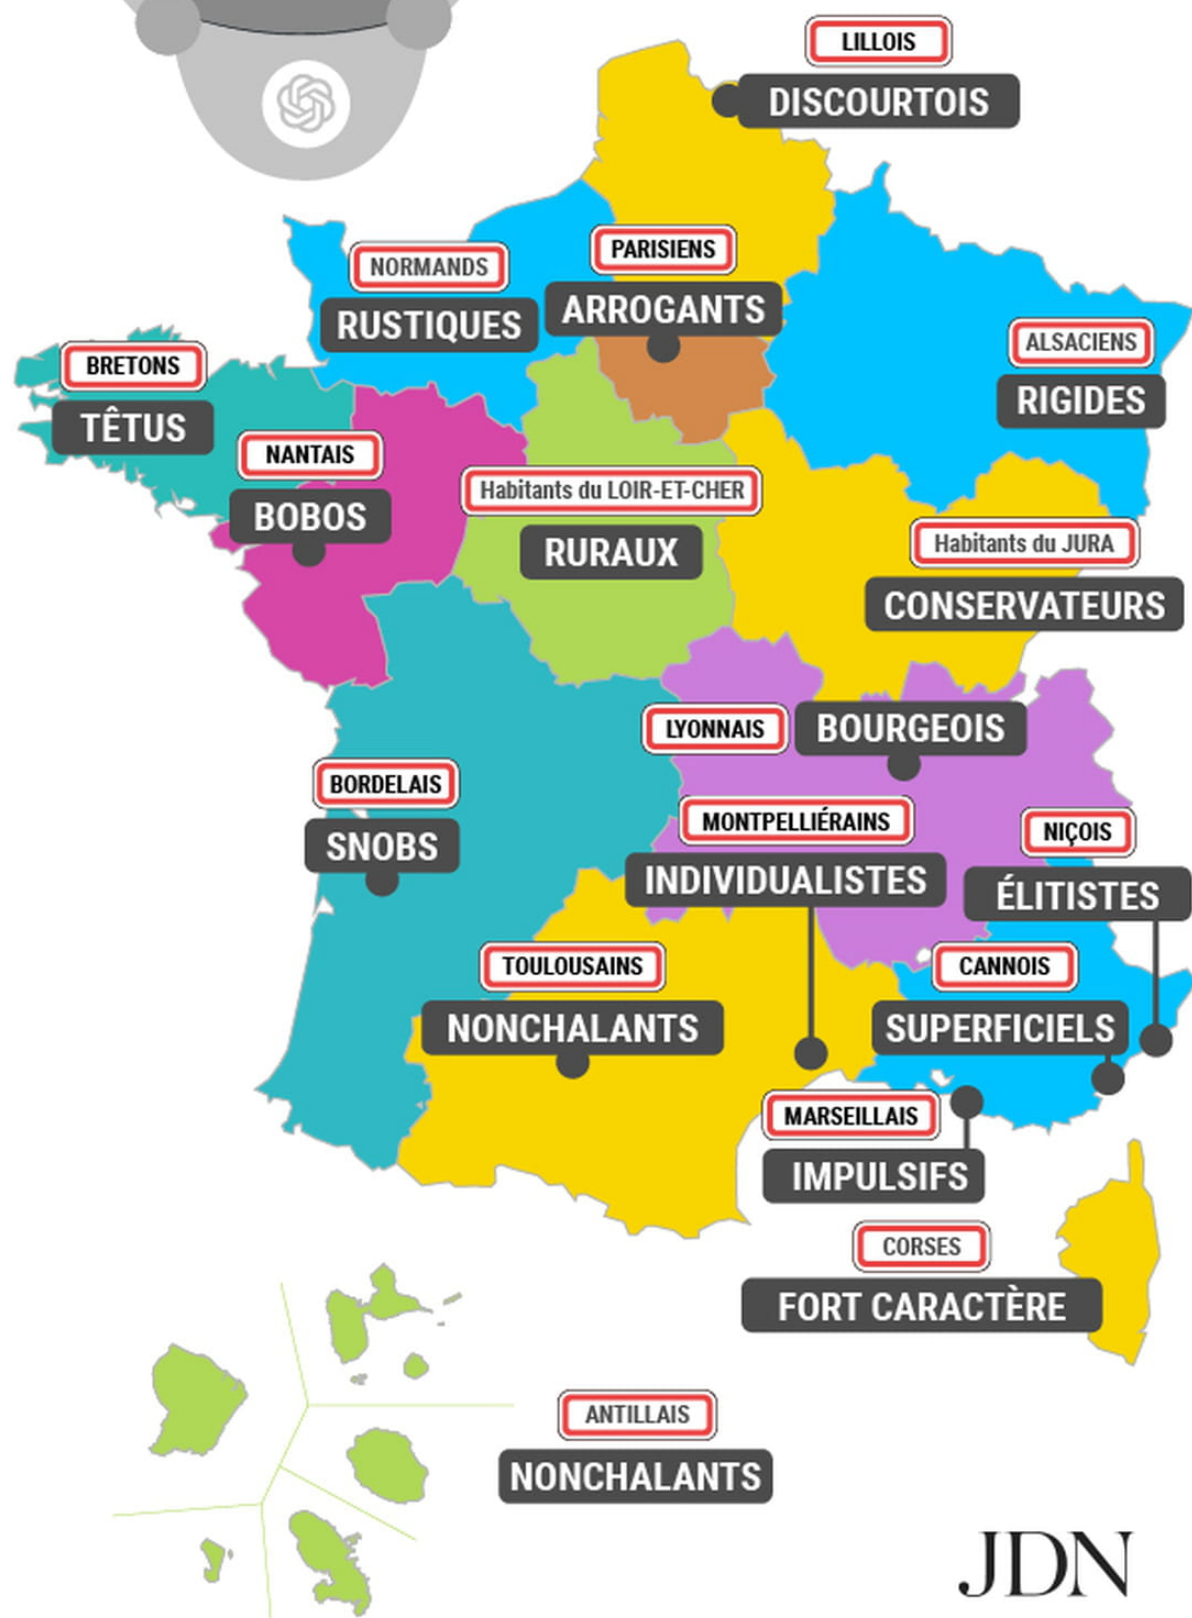 LILLOIS
DISCOURTOIS
PARISIENS
ARROGANTS
NORMANDS
RUSTIQUES
ALSACIENS
RIGIDES
BRETONS
TÊTUS
NANTAIS
BOBOS
Habitants du LOIR-ET-CHER
RURAUX
Habitants du JURA
CONSERVATEURS
LYONNAIS
BOURGEOIS
BORDELAIS
SNOBS
MONTPELLIÉRAINS
INDIVIDUALISTES
NIÇOIS
ÉLITISTES
TOULOUSAINS
NONCHALANTS
CANNOIS
SUPERFICIELS
MARSEILLAIS
IMPULSIFS
CORSES
FORT CARACTÈRE
ANTILLAIS
NONCHALANTS
JDN